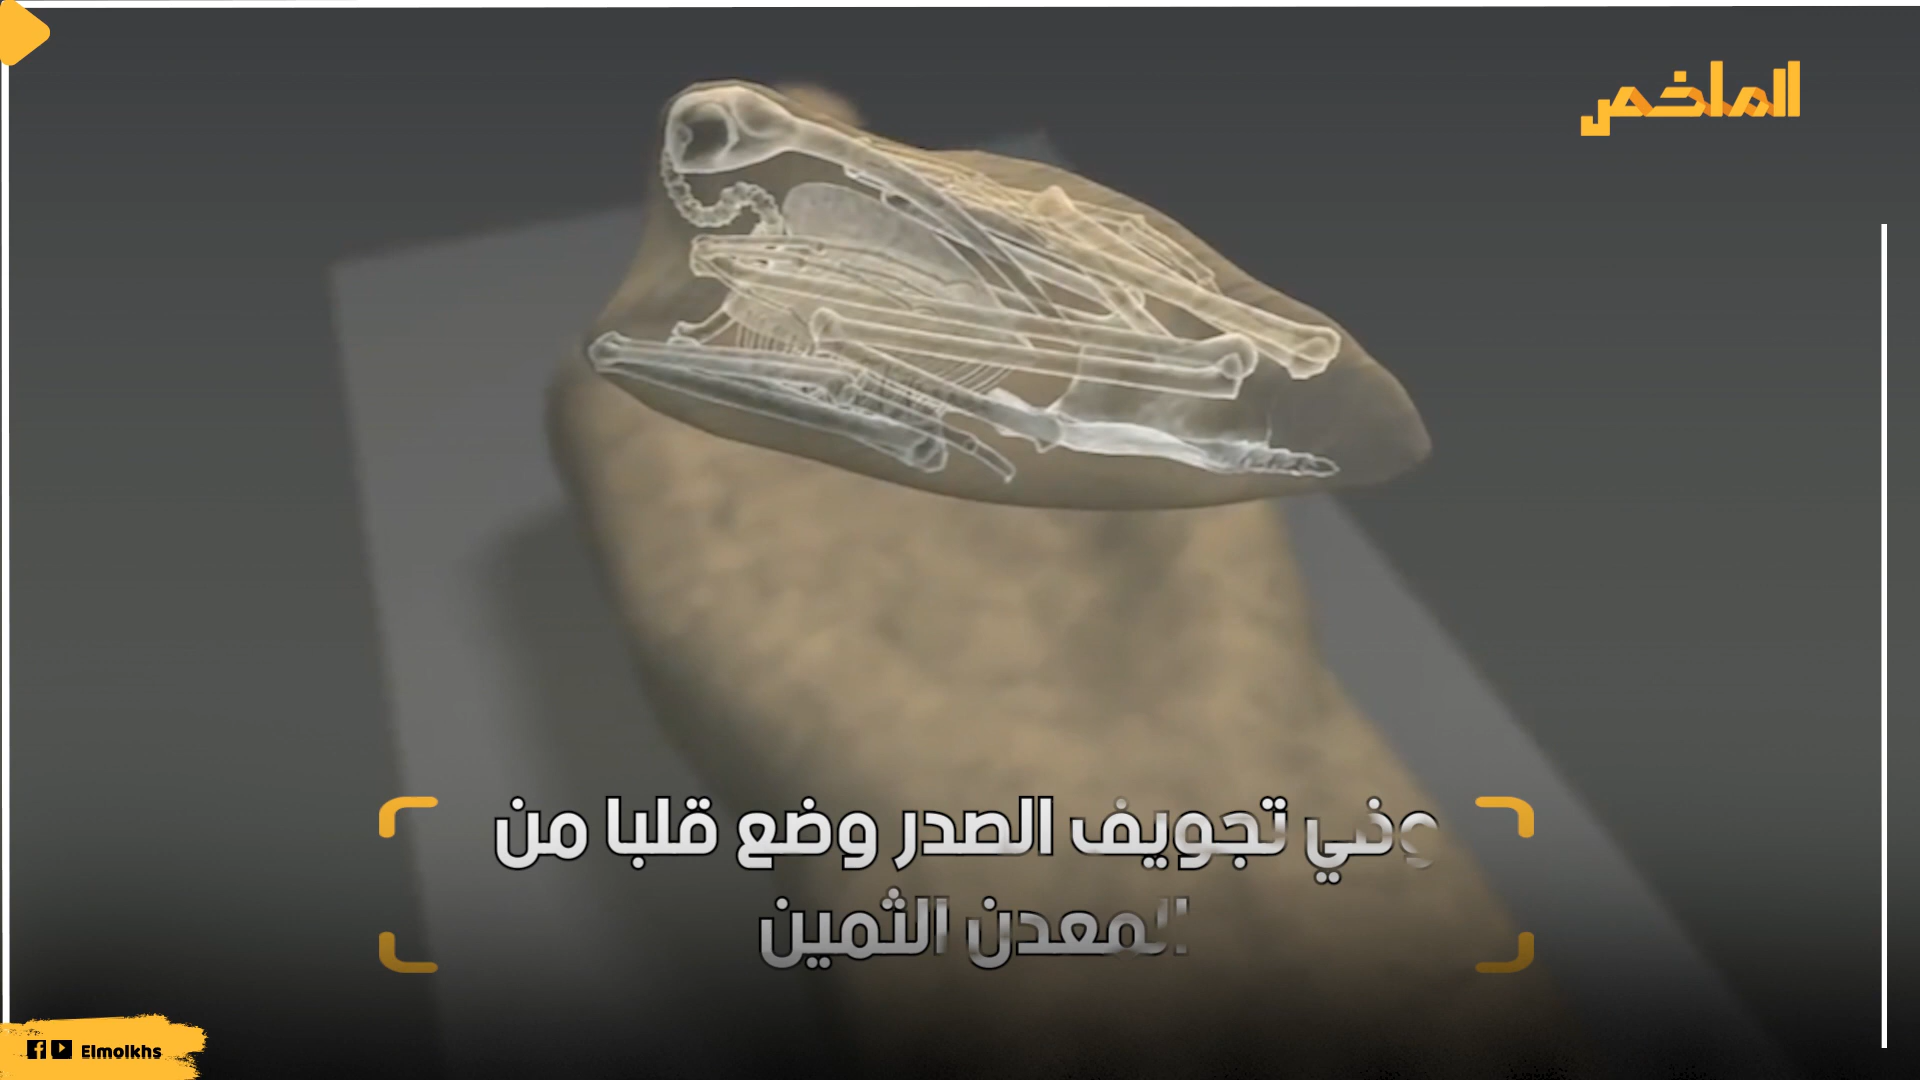 الملخص
وفي تجويف الصدر وضع قلبا من
المعدن الثمين
Elmolkhs